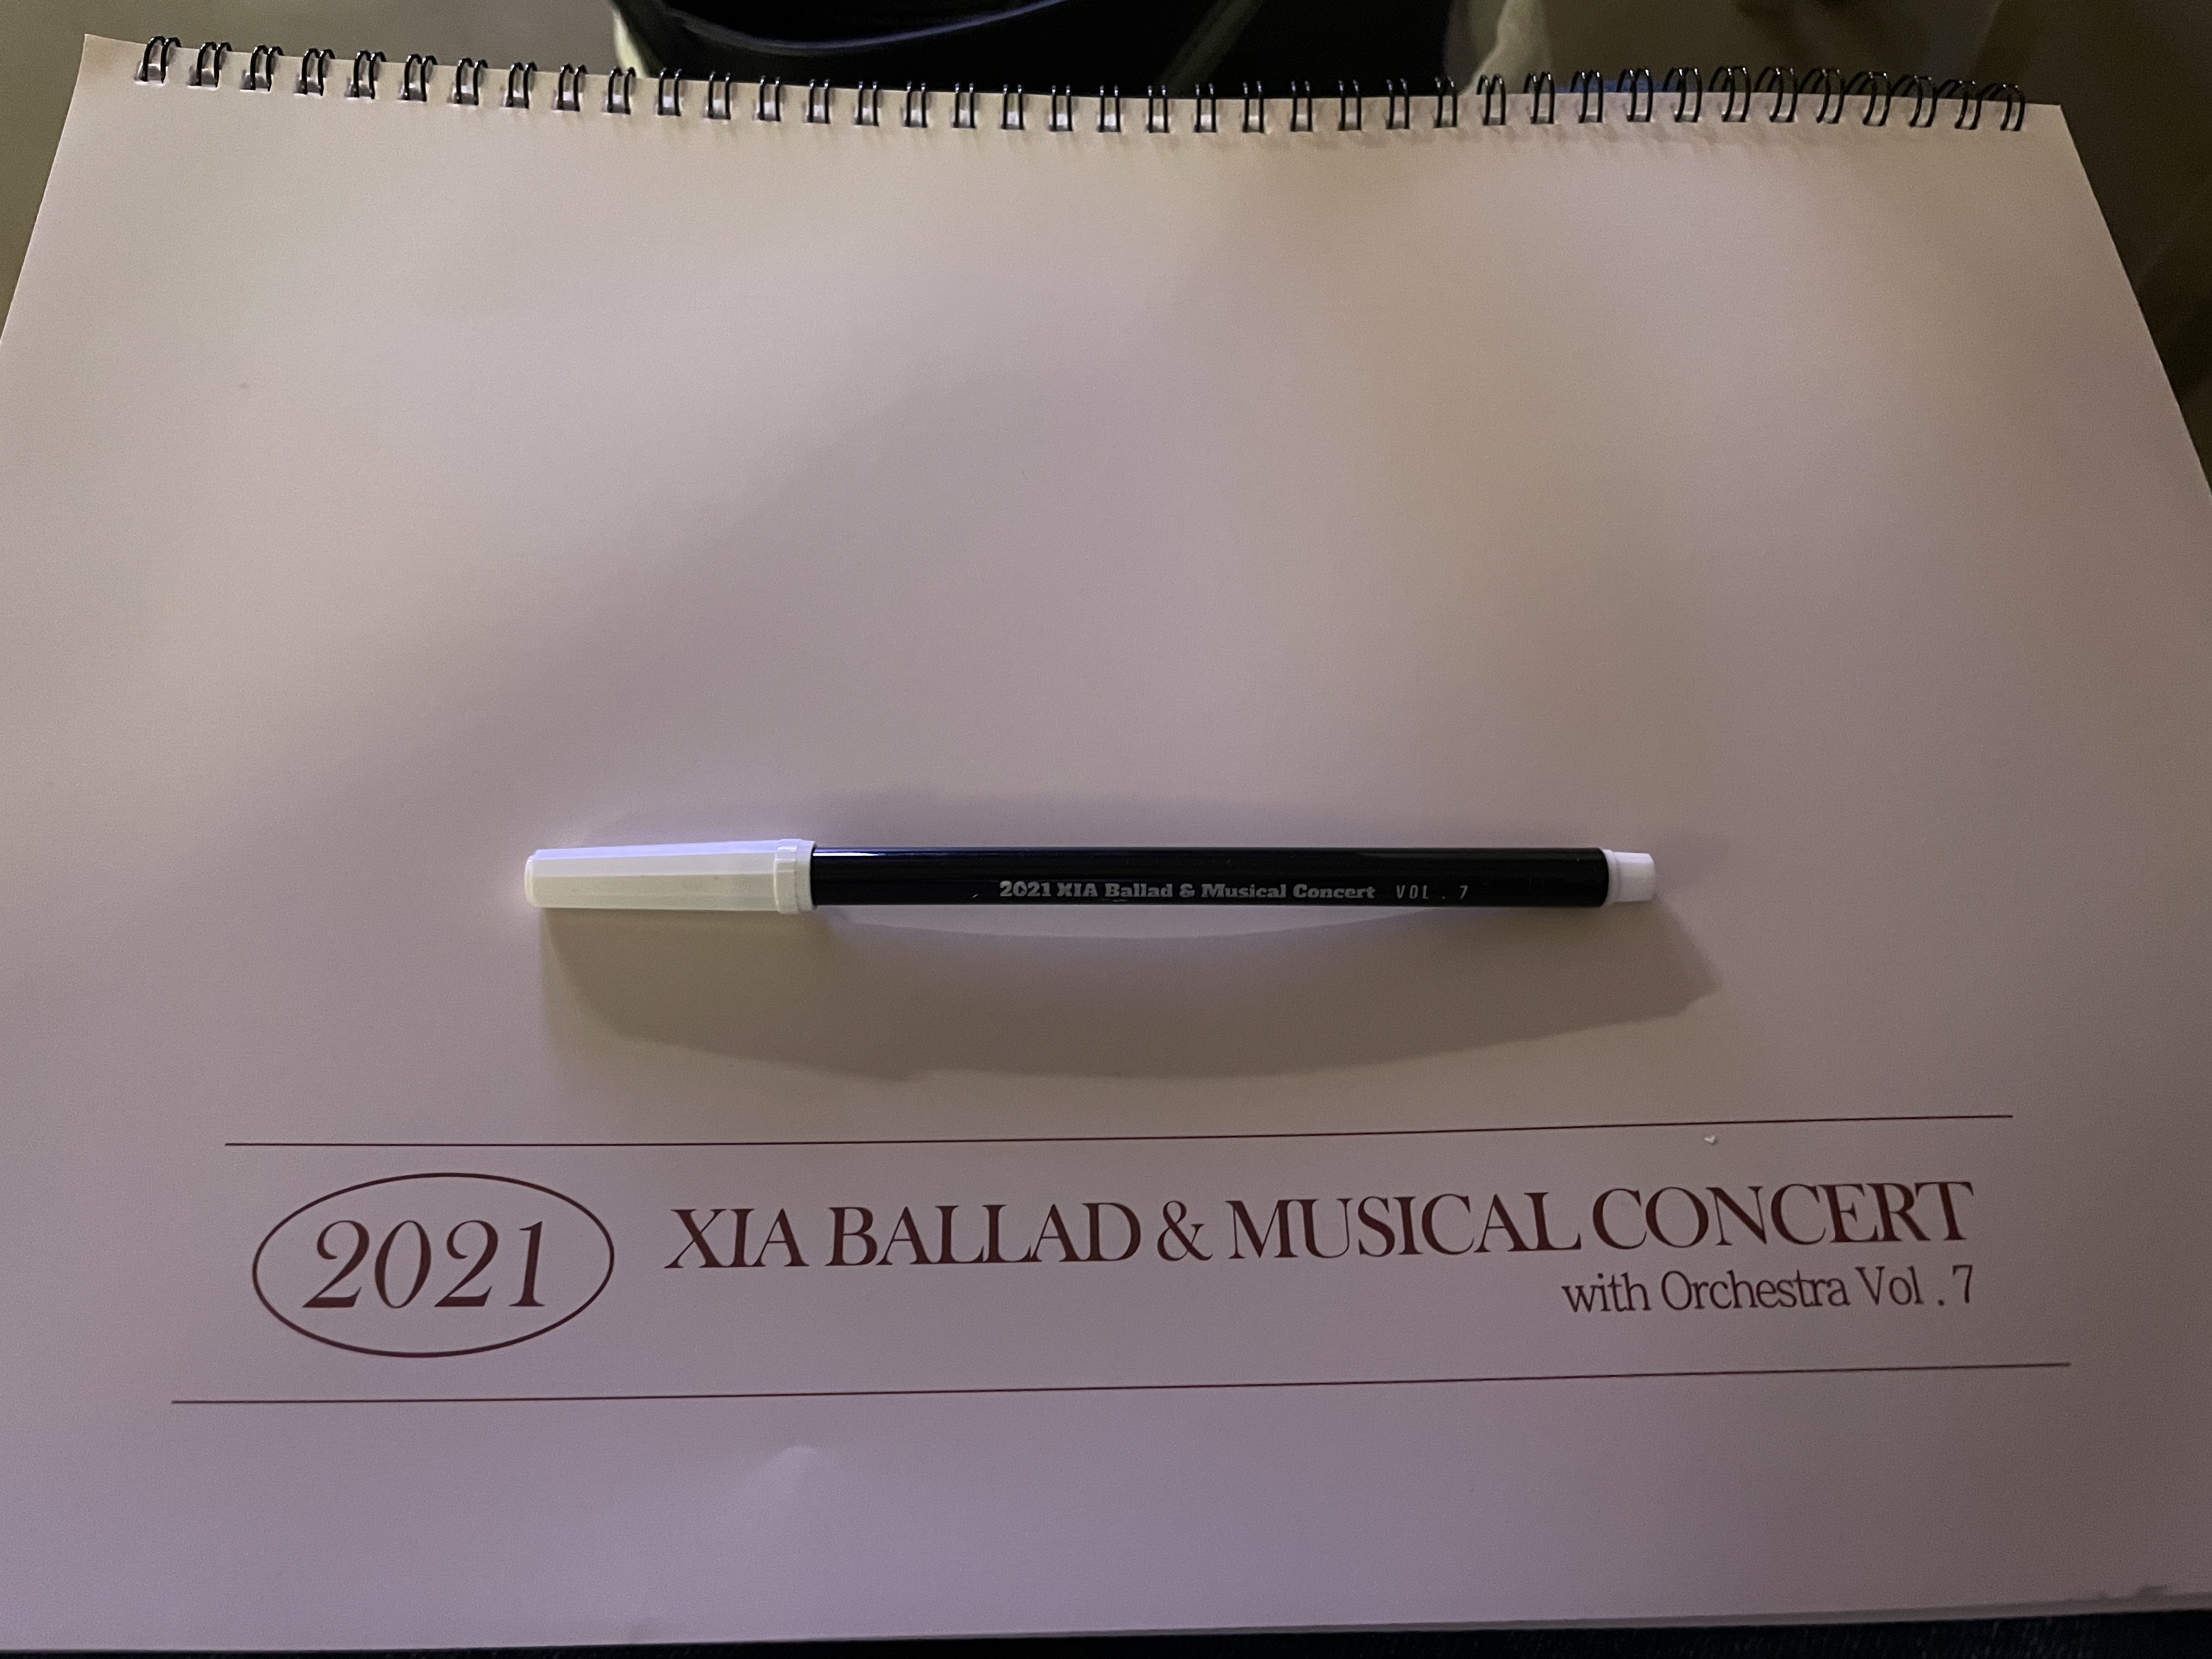 2021 XIA Ballad & Musical Concert VOL . 7
2021
XIA BALLAD & MUSICAL CONCERT
with Orchestra Vol . 7